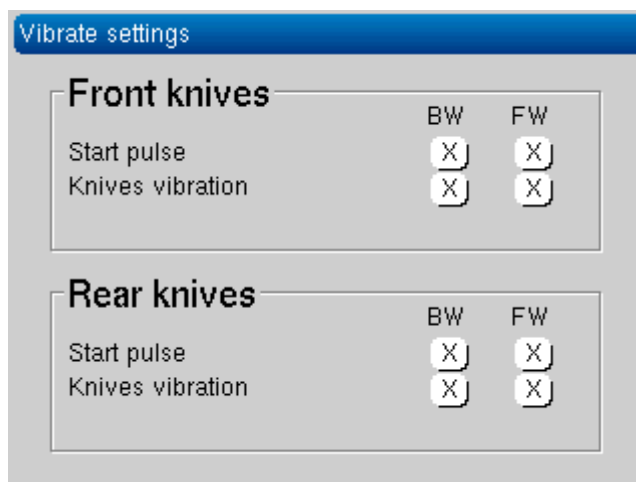 Vibrate settings
Front knives
BW FW
Start pulse X X
Knives vibration X X
Rear knives
BW FW
Start pulse X X
Knives vibration X X